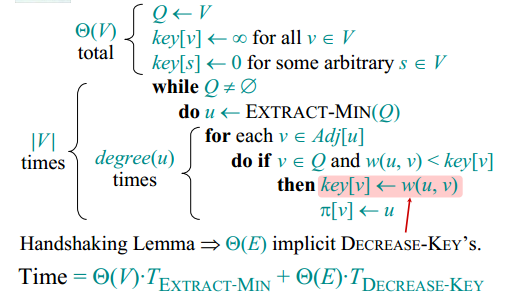 Q ← V
Θ(V) total
key[v] ← ∞ for all v ∈ V
key[s] ← 0 for some arbitrary s ∈ V
while Q ≠ ∅
do u ← EXTRACT-MIN(Q)
|V| times
for each v ∈ Adj[u]
degree(u) times
do if v ∈ Q and w(u, v) < key[v]
then key[v] ← w(u, v)
π[v] ← u
Handshaking Lemma ⇒ Θ(E) implicit DECREASE-KEY’s.
Time = Θ(V)·T_EXTRACT-MIN + Θ(E)·T_DECREASE-KEY